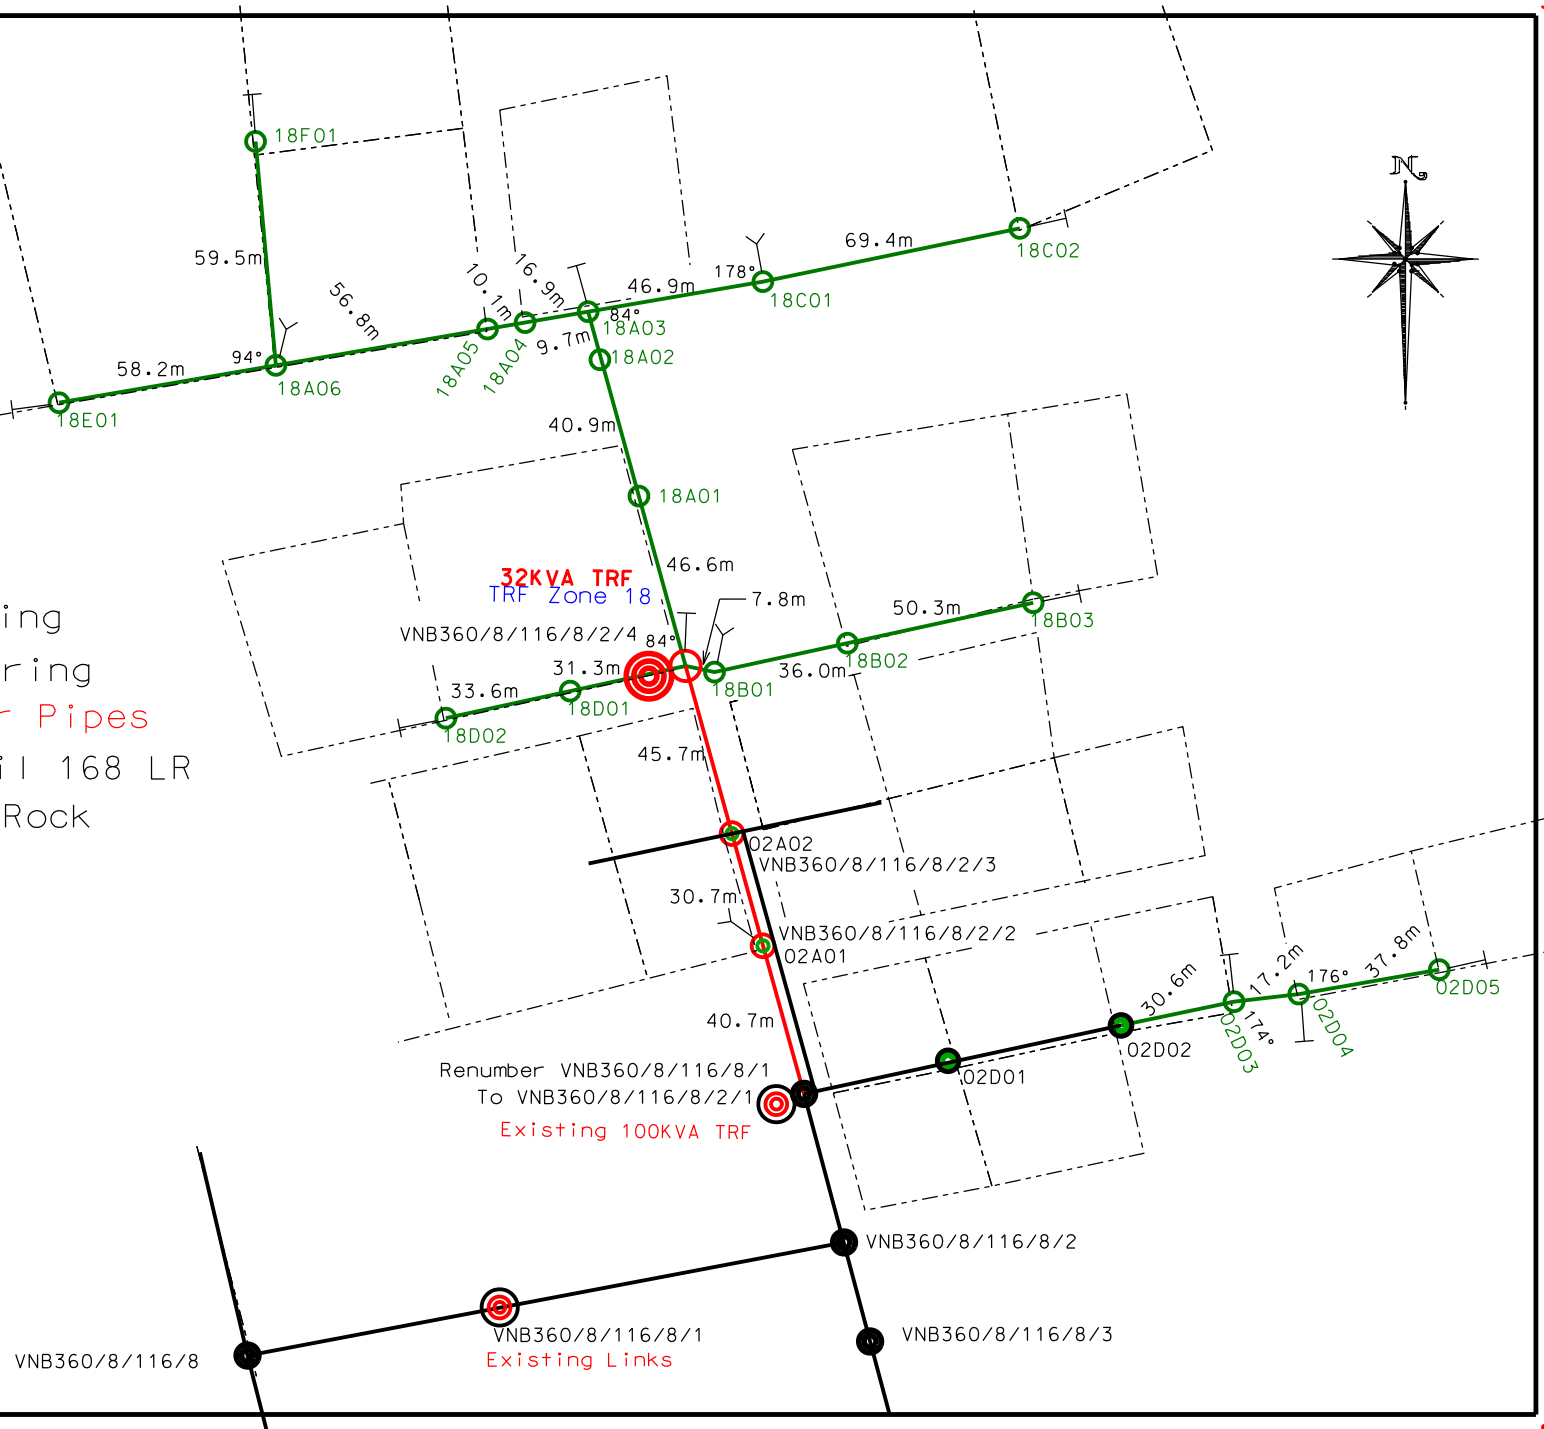 N
18F01
59.5m
69.4m
18C02
178°
46.9m
18C01
16.9m
10.1m
56.8m
84°
18A03
9.7m
18A02
18A04
18A05
94°
58.2m
18A06
18E01
40.9m
18A01
46.6m
32KVA TRF
TRF Zone 18
7.8m
50.3m
18B03
VNB360/8/116/8/2/4
84°
31.3m
36.0m
18B02
18B01
33.6m
18D01
18D02
ing
ring
r Pipes
il 168 LR
Rock
45.7m
02A02
VNB360/8/116/8/2/3
30.7m
VNB360/8/116/8/2/2
02A01
40.7m
30.6m
17.2m
176°
37.8m
02D05
02D04
174°
02D03
02D02
02D01
Renumber VNB360/8/116/8/1
To VNB360/8/116/8/2/1
Existing 100KVA TRF
VNB360/8/116/8/2
VNB360/8/116/8/1
Existing Links
VNB360/8/116/8/3
VNB360/8/116/8